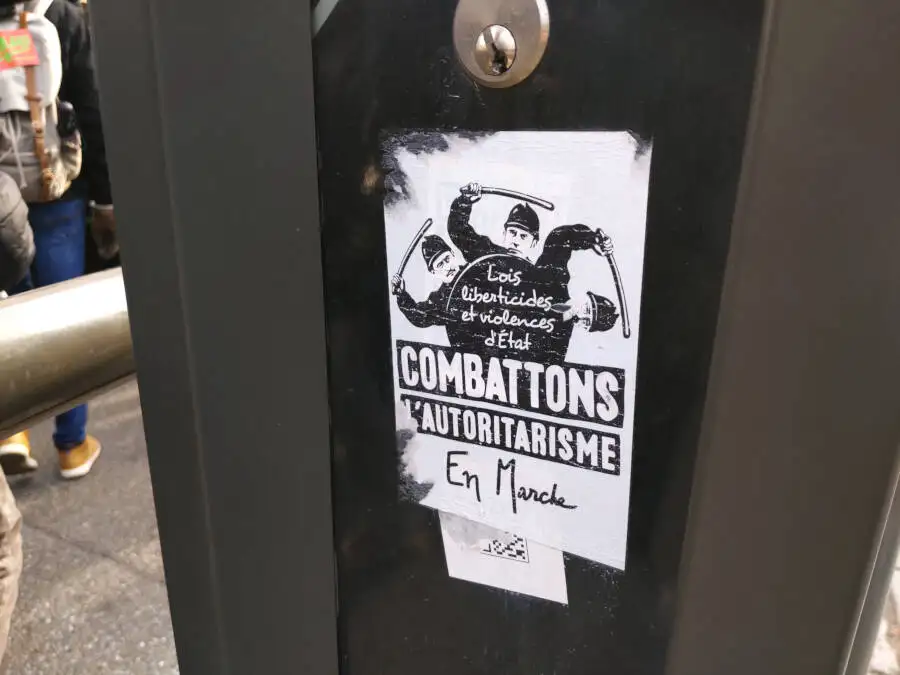 Lois
liberticides
et violences
d'État
COMBATTONS
L'AUTORITARISME
En Marche